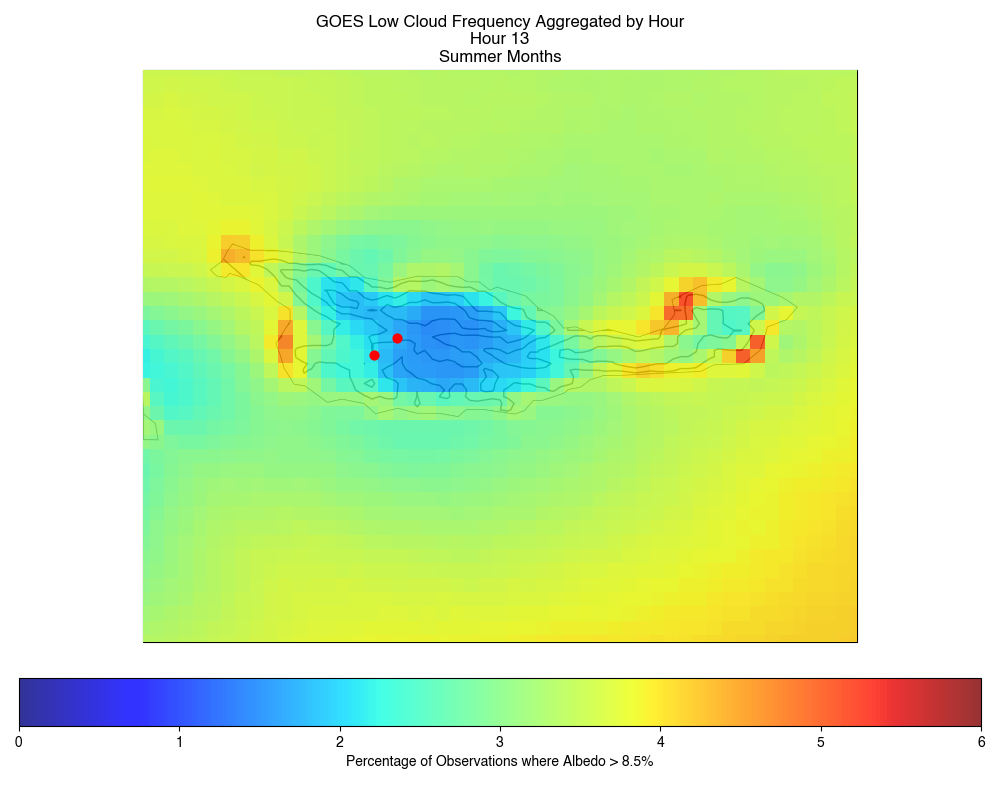 GOES Low Cloud Frequency Aggregated by Hour
Hour 13
Summer Months
0 1 2 3 4 5 6
Percentage of Observations where Albedo > 8.5%